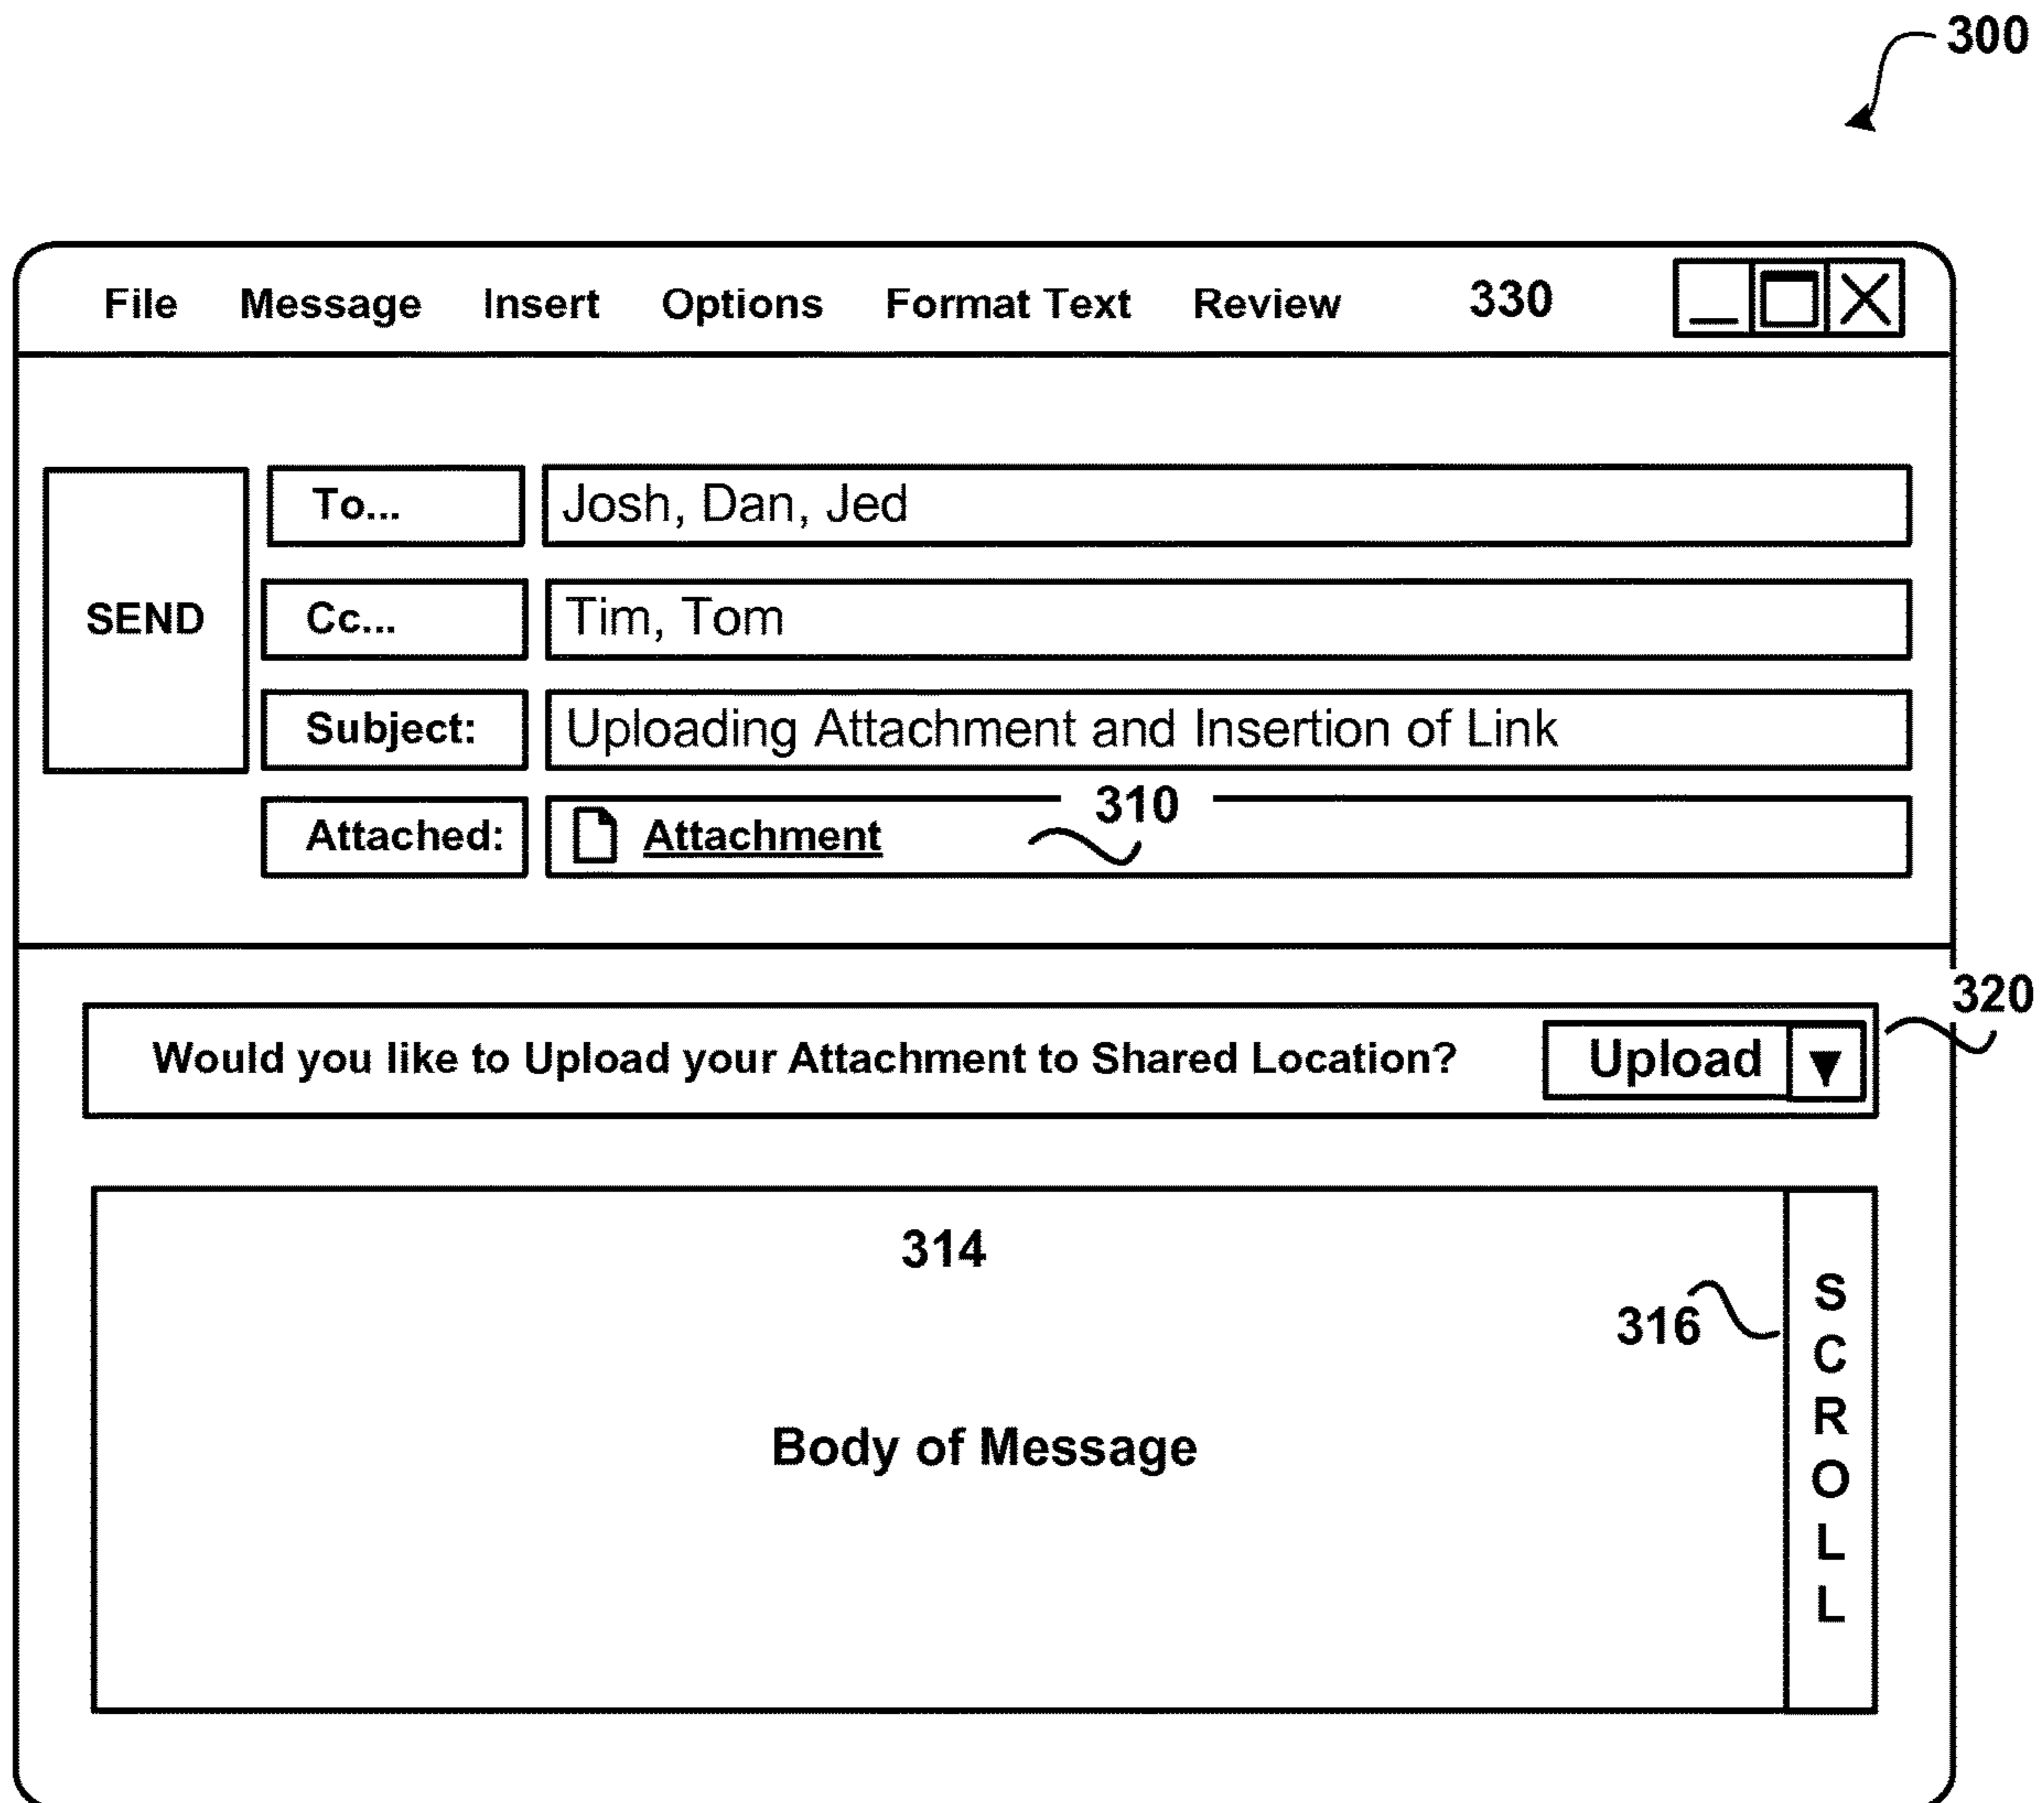 300
File Message Insert Options Format Text Review 330
SEND
To... Josh, Dan, Jed
Cc... Tim, Tom
Subject: Uploading Attachment and Insertion of Link
Attached: Attachment 310
320
Would you like to Upload your Attachment to Shared Location? Upload
314
316
Body of Message
SCROLL